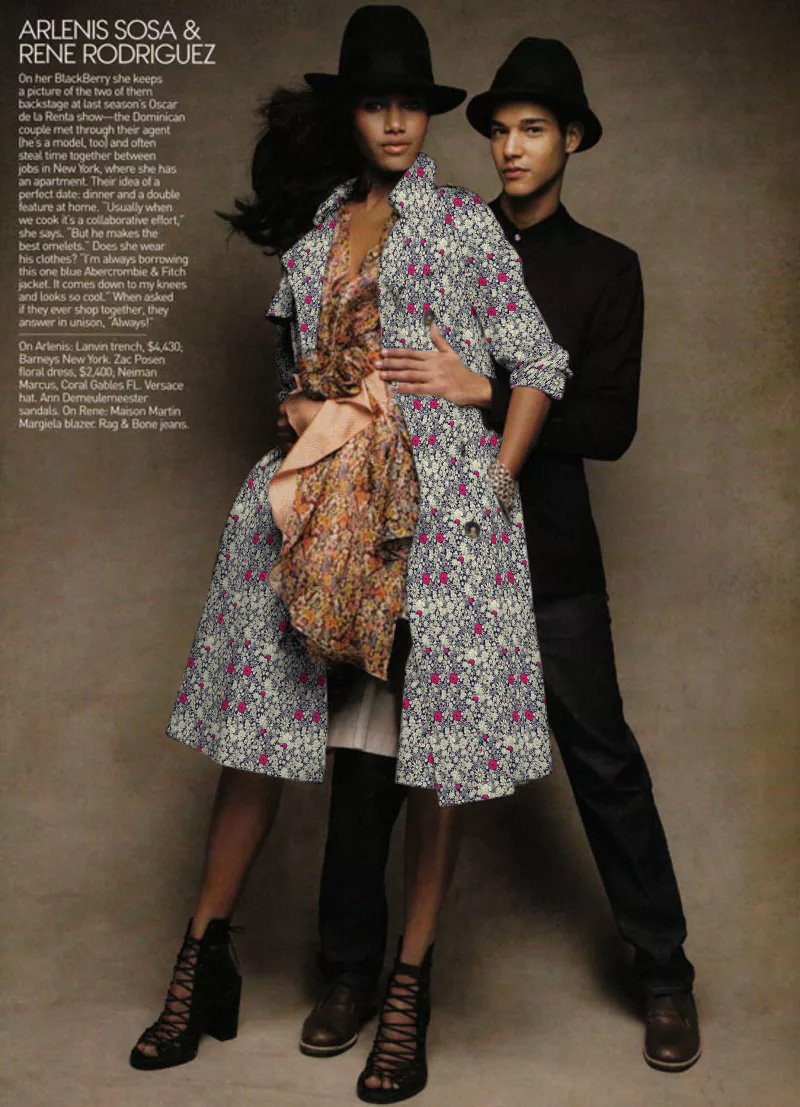 ARLENIS SOSA &
RENE RODRIGUEZ
On her BlackBerry she keeps
a picture of the two of them
backstage at last season's Oscar
de la Renta show—the Dominican
couple met through their agent
(he's a model, too) and often
steal time together between
jobs in New York, where she has
an apartment. Their idea of a
perfect date: dinner and a double
feature at home. "Usually when
we cook it's a collaborative effort,"
she says. "But he makes the
best omelets." Does she wear
his clothes? "I'm always borrowing
this one blue Abercrombie & Fitch
jacket. It comes down to my knees
and looks so cool." When asked
if they ever shop together, they
answer in unison, "Always!"
On Arlenis: Lanvin trench, $4,430;
Barneys New York. Zac Posen
floral dress, $2,400; Neiman
Marcus, Coral Gables FL. Versace
hat. Ann Demeulemeester
sandals. On Rene: Maison Martin
Margiela blazer. Rag & Bone jeans.